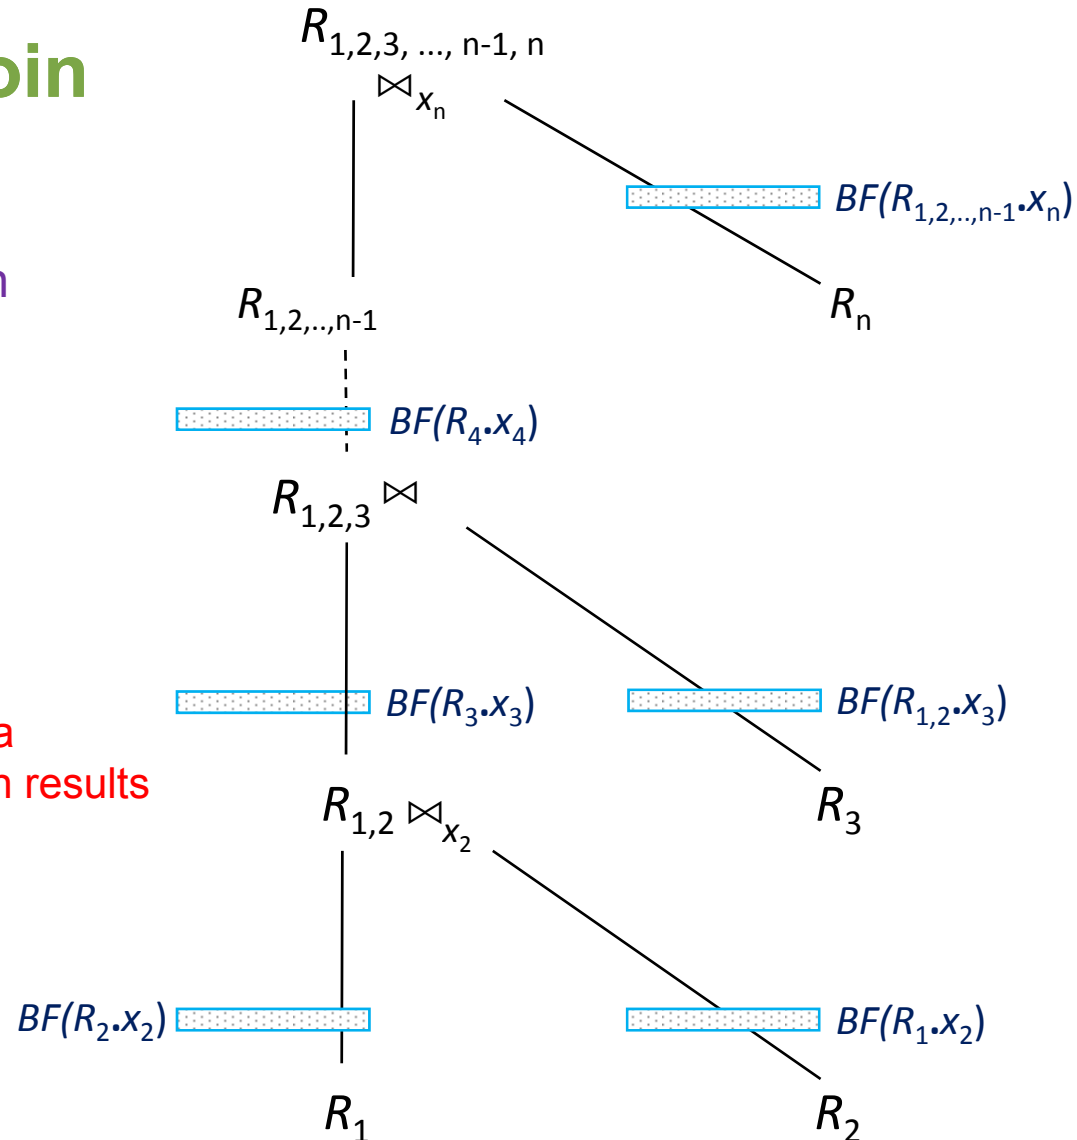 R1,2,3, ..., n-1, n
oin
⋈xn
BF(R1,2,..,n-1.xn)
n
R1,2,..,n-1
Rn
BF(R4.x4)
R1,2,3 ⋈
BF(R3.x3)
BF(R1,2.x3)
a
n results
R1,2 ⋈x2
R3
BF(R2.x2)
BF(R1.x2)
R1
R2